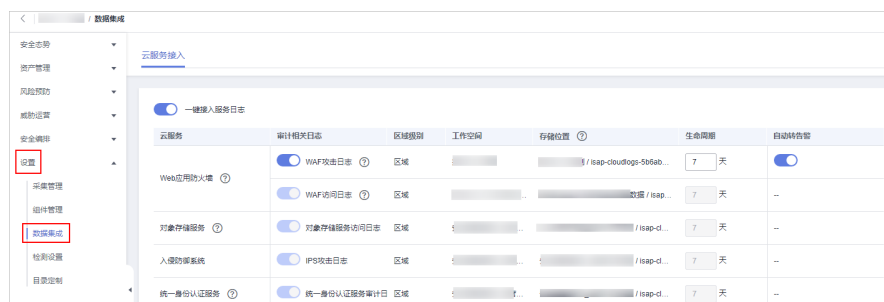 / 数据集成
安全态势
资产管理
风险预防
威胁运营
安全编排
设置
采集管理
组件管理
数据集成
检测设置
目录定制
云服务接入
一键接入服务日志
云服务 审计相关日志 区域级别 工作空间 存储位置 ? 生命周期 自动转告警
Web应用防火墙 ?
WAF攻击日志 ? 区域 / isap-cloudlogs-5b6ab... 7 天
WAF访问日志 ? 区域 ... 数据 / isap... 7 天 --
对象存储服务 ? 对象存储服务访问日志 区域 ... / isap-cl... 7 天 --
入侵防御系统 IPS攻击日志 区域 ... / isap-cl... 7 天 --
统一身份认证服务 ? 统一身份认证服务审计日 区域 ... / isap-cl... 7 天 --